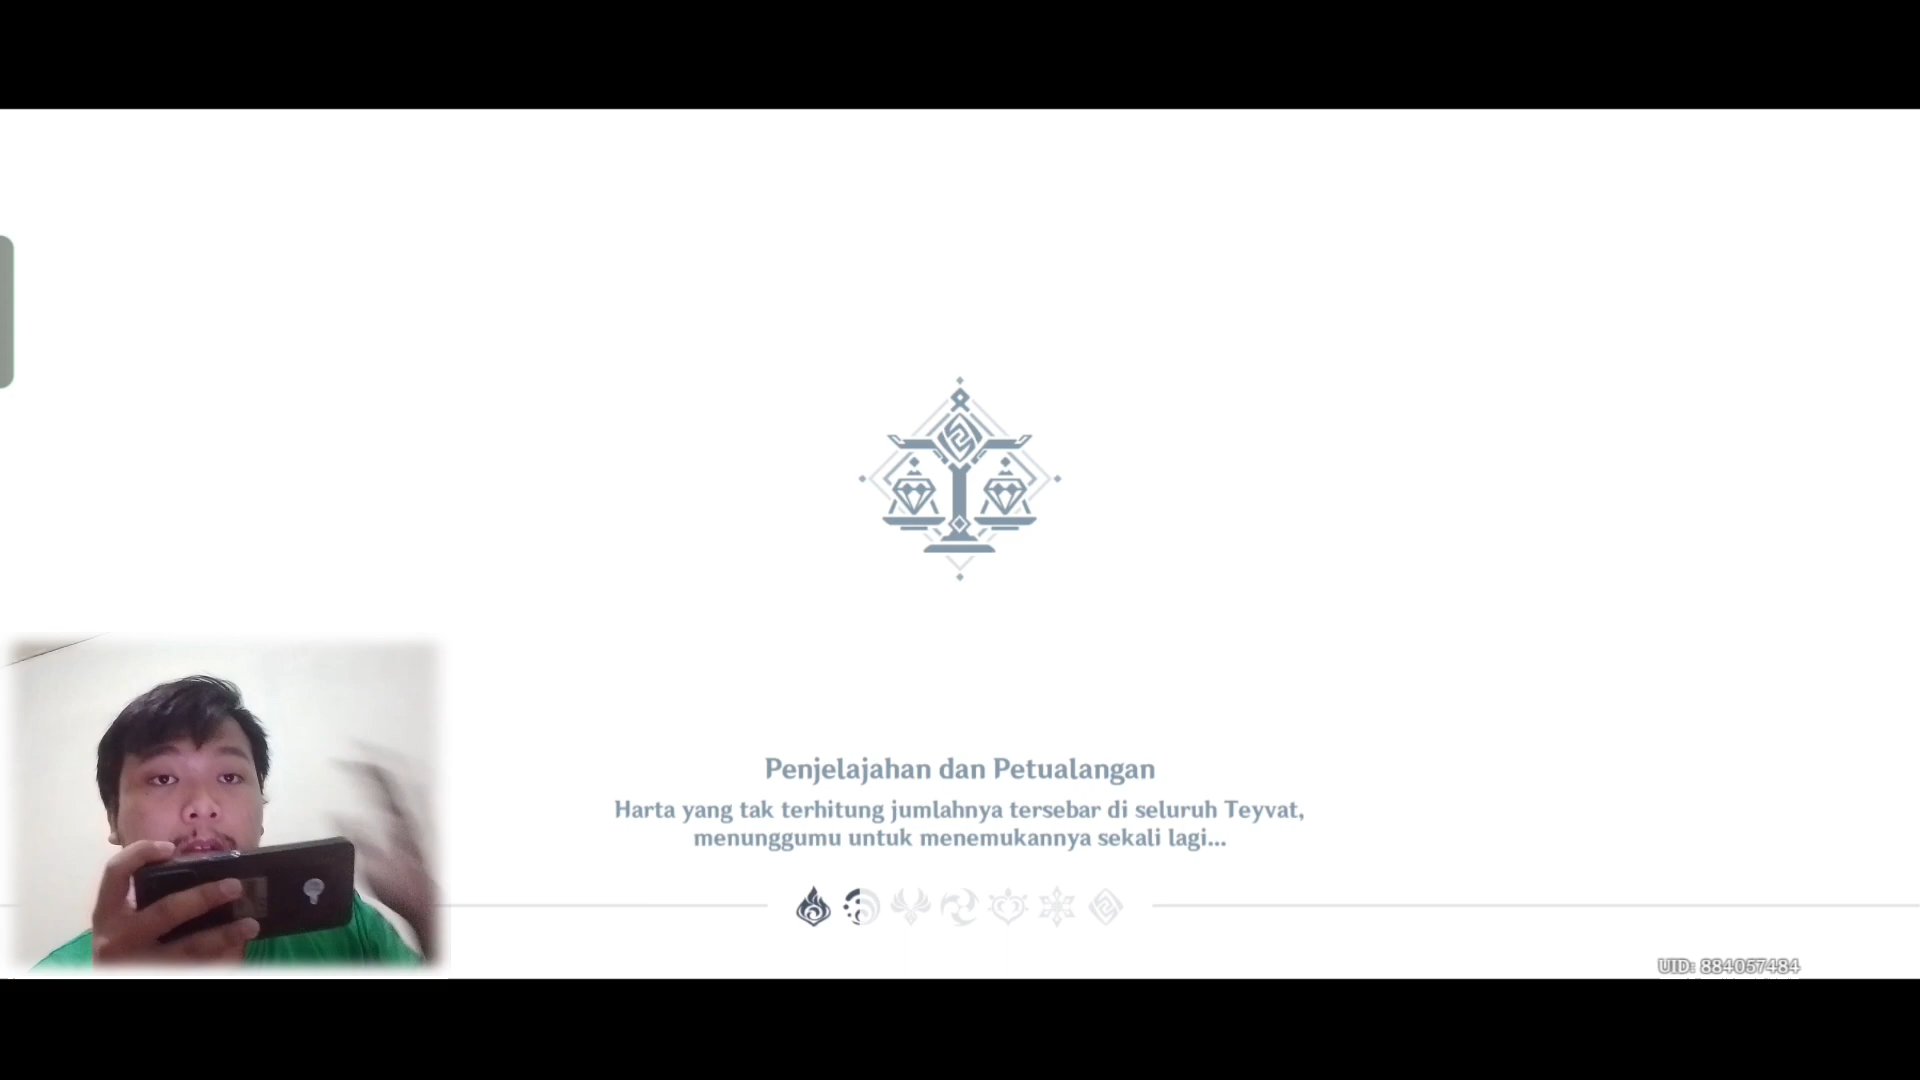 Penjelajahan dan Petualangan
Harta yang tak terhitung jumlahnya tersebar di seluruh Teyvat,
menunggumu untuk menemukannya sekali lagi...
UID: 884057484